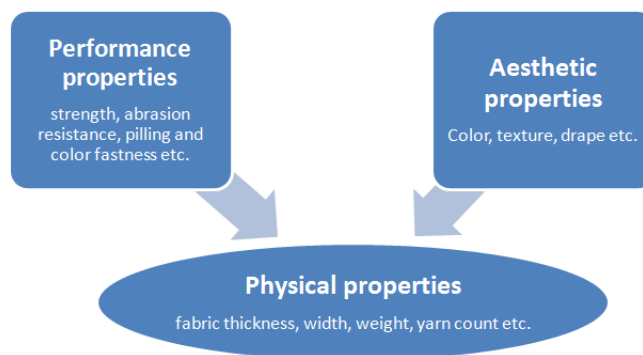 Performance
properties
strength, abrasion
resistance, pilling and
color fastness etc.
Aesthetic
properties
Color, texture, drape etc.
Physical properties
fabric thickness, width, weight, yarn count etc.